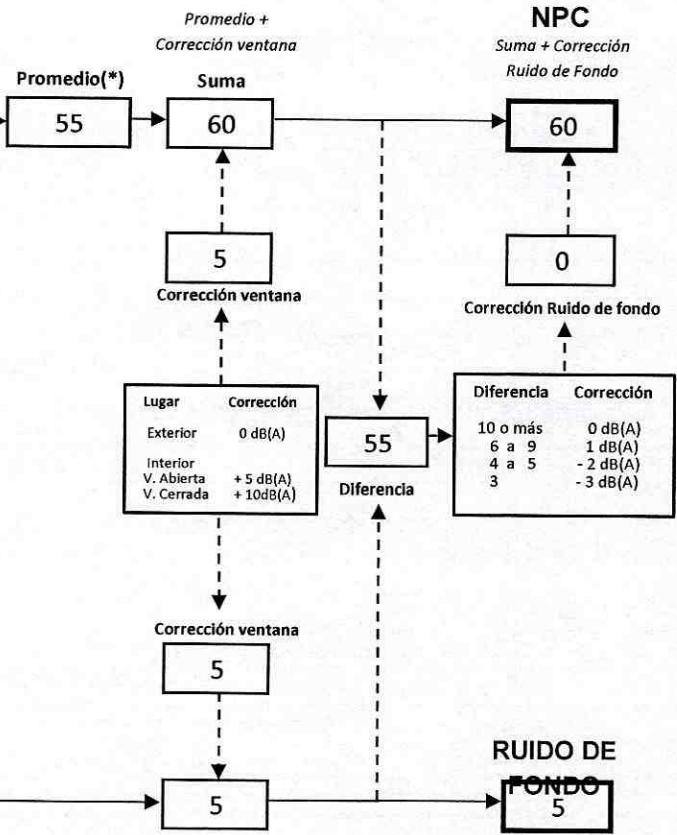 Promedio +
Corrección ventana
NPC
Suma + Corrección
Ruido de Fondo
Promedio(*)
Suma
55
60
60
5
Corrección ventana
0
Corrección Ruido de fondo
Lugar Corrección
Exterior 0 dB(A)
Interior
V. Abierta + 5 dB(A)
V. Cerrada + 10dB(A)
55
Diferencia
Diferencia Corrección
10 o más 0 dB(A)
6 a 9 1 dB(A)
4 a 5 - 2 dB(A)
3 - 3 dB(A)
Corrección ventana
5
5
RUIDO DE
FONDO
5